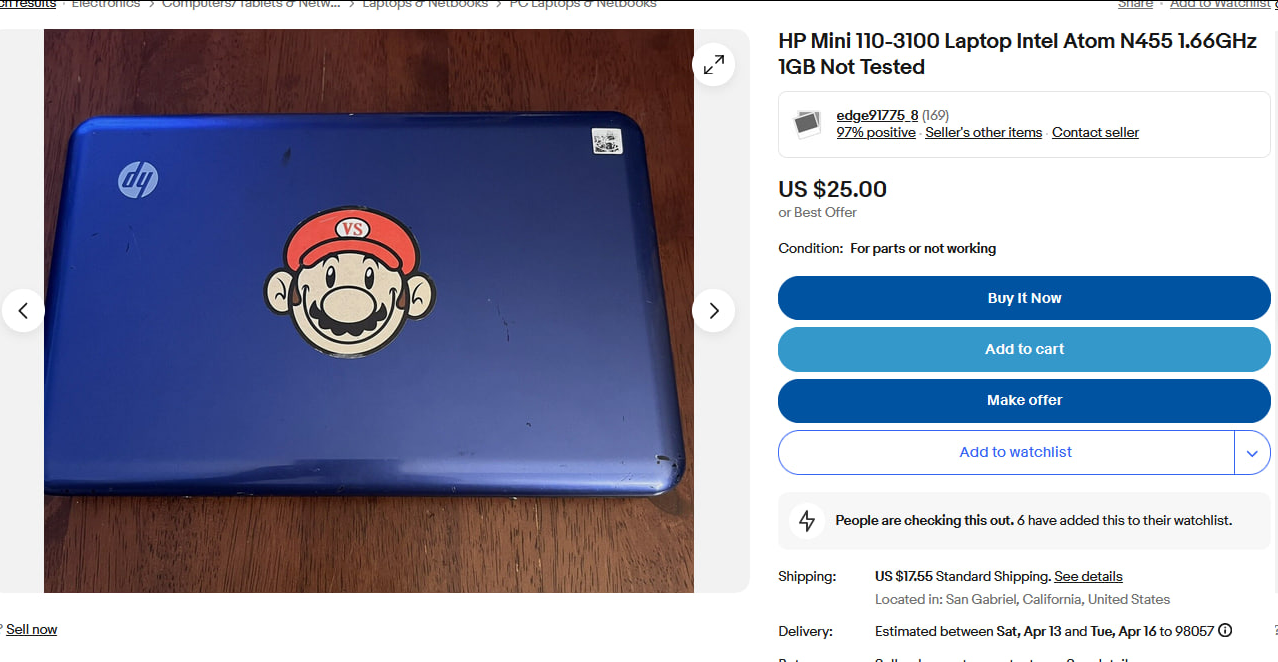 ch results · Electronics > Computers/Tablets & Netw... > Laptops & Netbooks > PC Laptops & Netbooks
Share · Add to Watchlist
HP Mini 110-3100 Laptop Intel Atom N455 1.66GHz
1GB Not Tested
edge91775_8 (169)
97% positive · Seller's other items · Contact seller
hp
VS
US $25.00
or Best Offer
Condition: For parts or not working
Buy It Now
Add to cart
Make offer
Add to watchlist
People are checking this out. 6 have added this to their watchlist.
Shipping: US $17.55 Standard Shipping. See details
Located in: San Gabriel, California, United States
? Sell now
Delivery: Estimated between Sat, Apr 13 and Tue, Apr 16 to 98057